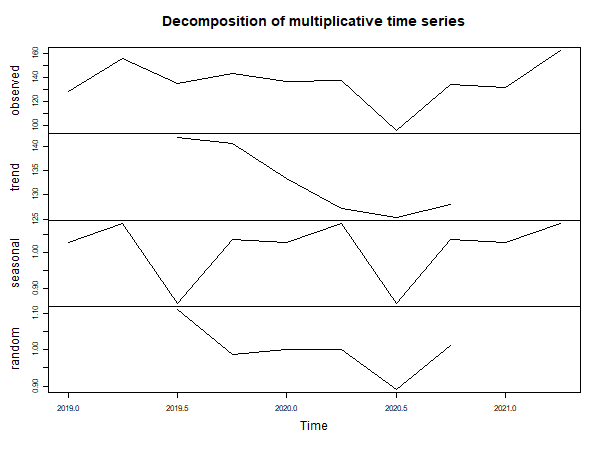 Decomposition of multiplicative time series
observed
100 120 140 160
trend
125 130 135 140
seasonal
0.90 1.00
random
0.90 1.00 1.10
2019.0 2019.5 2020.0 2020.5 2021.0
Time